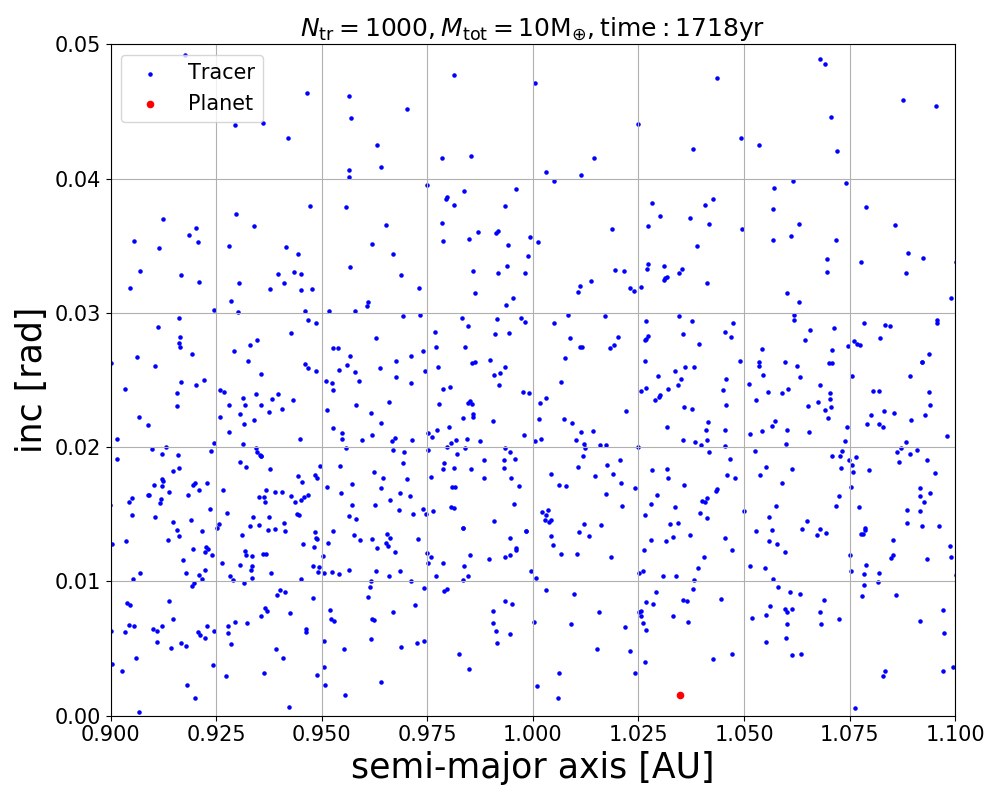 N_tr = 1000, M_tot = 10M_⊕, time : 1718yr
0.05
Tracer
Planet
0.04
0.03
inc [rad]
0.02
0.01
0.00
0.900 0.925 0.950 0.975 1.000 1.025 1.050 1.075 1.100
semi-major axis [AU]